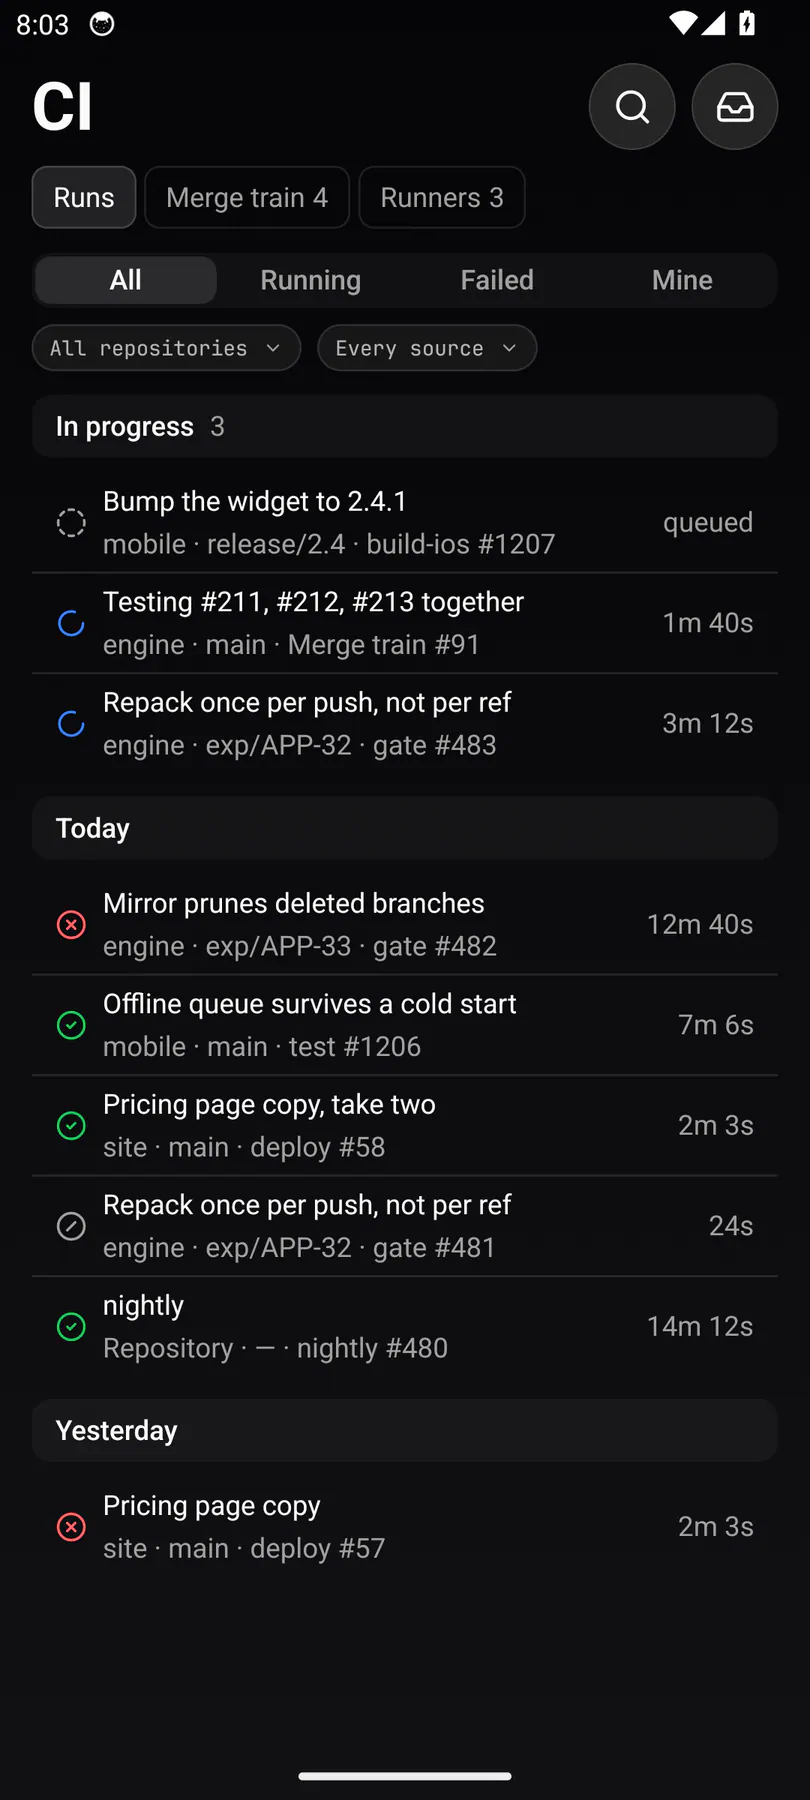 8:03
CI
Runs
Merge train 4
Runners 3
All
Running
Failed
Mine
All repositories
Every source
In progress 3
Bump the widget to 2.4.1
mobile · release/2.4 · build-ios #1207
queued
Testing #211, #212, #213 together
engine · main · Merge train #91
1m 40s
Repack once per push, not per ref
engine · exp/APP-32 · gate #483
3m 12s
Today
Mirror prunes deleted branches
engine · exp/APP-33 · gate #482
12m 40s
Offline queue survives a cold start
mobile · main · test #1206
7m 6s
Pricing page copy, take two
site · main · deploy #58
2m 3s
Repack once per push, not per ref
engine · exp/APP-32 · gate #481
24s
nightly
Repository · — · nightly #480
14m 12s
Yesterday
Pricing page copy
site · main · deploy #57
2m 3s